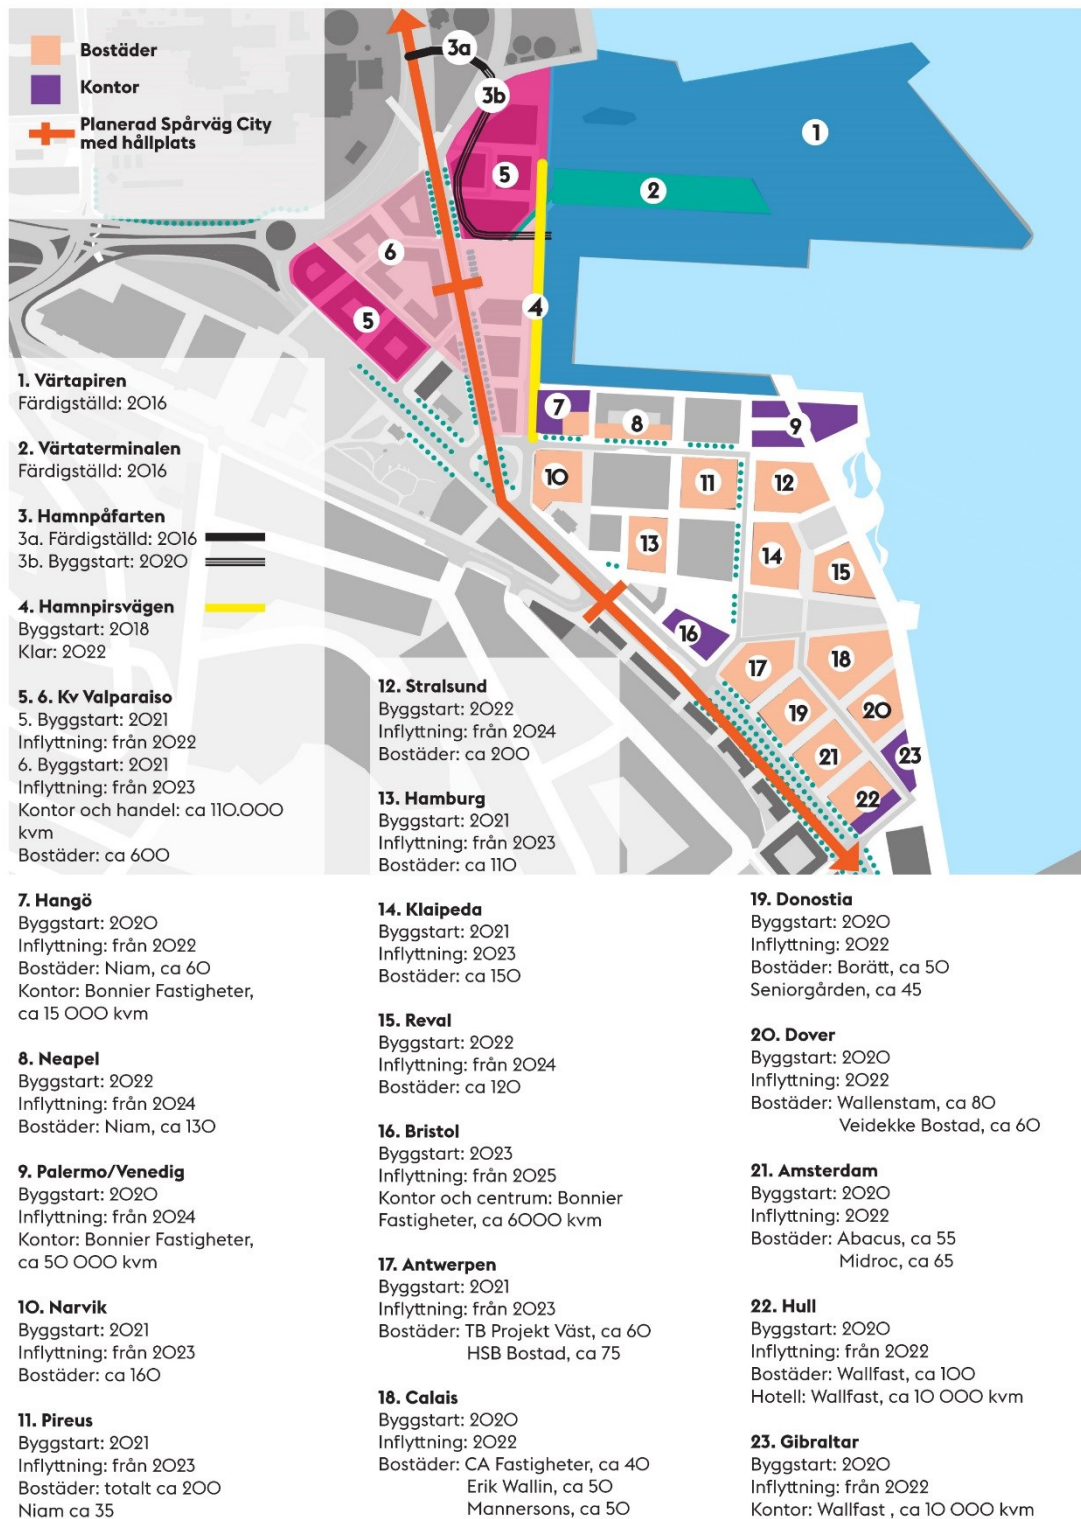 Bostäder
Kontor
Planerad Spårväg City
med hållplats
3a
3b
1
5
2
6
4
5
7
8
9
10
11
12
13
14
15
16
17
18
19
20
21
23
22
1. Värtapiren
Färdigställd: 2016
2. Värtaterminalen
Färdigställd: 2016
3. Hamnpåfarten
3a. Färdigställd: 2016
3b. Byggstart: 2020
4. Hamnpirsvägen
Byggstart: 2018
Klar: 2022
5. 6. Kv Valparaiso
5. Byggstart: 2021
Inflyttning: från 2022
6. Byggstart: 2021
Inflyttning: från 2023
Kontor och handel: ca 110.000
kvm
Bostäder: ca 600
7. Hangö
Byggstart: 2020
Inflyttning: från 2022
Bostäder: Niam, ca 60
Kontor: Bonnier Fastigheter,
ca 15 000 kvm
8. Neapel
Byggstart: 2022
Inflyttning: från 2024
Bostäder: Niam, ca 130
9. Palermo/Venedig
Byggstart: 2020
Inflyttning: från 2024
Kontor: Bonnier Fastigheter,
ca 50 000 kvm
10. Narvik
Byggstart: 2021
Inflyttning: från 2023
Bostäder: ca 160
11. Pireus
Byggstart: 2021
Inflyttning: från 2023
Bostäder: totalt ca 200
Niam ca 35
12. Stralsund
Byggstart: 2022
Inflyttning: från 2024
Bostäder: ca 200
13. Hamburg
Byggstart: 2021
Inflyttning: från 2023
Bostäder: ca 110
14. Klaipeda
Byggstart: 2021
Inflyttning: 2023
Bostäder: ca 150
15. Reval
Byggstart: 2022
Inflyttning: från 2024
Bostäder: ca 120
16. Bristol
Byggstart: 2023
Inflyttning: från 2025
Kontor och centrum: Bonnier
Fastigheter, ca 6000 kvm
17. Antwerpen
Byggstart: 2021
Inflyttning: från 2023
Bostäder: TB Projekt Väst, ca 60
HSB Bostad, ca 75
18. Calais
Byggstart: 2020
Inflyttning: 2022
Bostäder: CA Fastigheter, ca 40
Erik Wallin, ca 50
Mannersons, ca 50
19. Donostia
Byggstart: 2020
Inflyttning: 2022
Bostäder: Borätt, ca 50
Seniorgården, ca 45
20. Dover
Byggstart: 2020
Inflyttning: 2022
Bostäder: Wallenstam, ca 80
Veidekke Bostad, ca 60
21. Amsterdam
Byggstart: 2020
Inflyttning: 2022
Bostäder: Abacus, ca 55
Midroc, ca 65
22. Hull
Byggstart: 2020
Inflyttning: från 2022
Bostäder: Wallfast, ca 100
Hotell: Wallfast, ca 10 000 kvm
23. Gibraltar
Byggstart: 2020
Inflyttning: från 2022
Kontor: Wallfast , ca 10 000 kvm